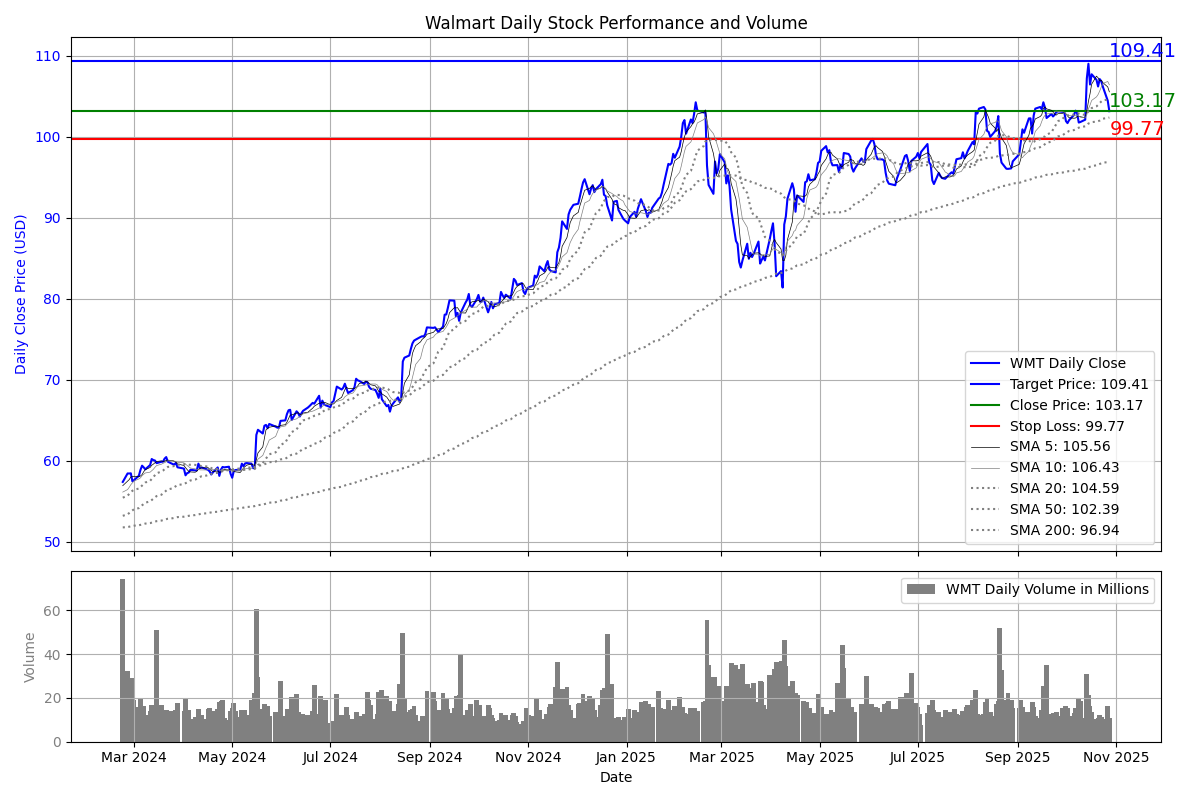 Walmart Daily Stock Performance and Volume
110
100
90
80
70
60
50
Daily Close Price (USD)
109.41
103.17
99.77
WMT Daily Close
Target Price: 109.41
Close Price: 103.17
Stop Loss: 99.77
SMA 5: 105.56
SMA 10: 106.43
SMA 20: 104.59
SMA 50: 102.39
SMA 200: 96.94
60
40
20
0
Volume
WMT Daily Volume in Millions
Mar 2024 May 2024 Jul 2024 Sep 2024 Nov 2024 Jan 2025 Mar 2025 May 2025 Jul 2025 Sep 2025 Nov 2025
Date